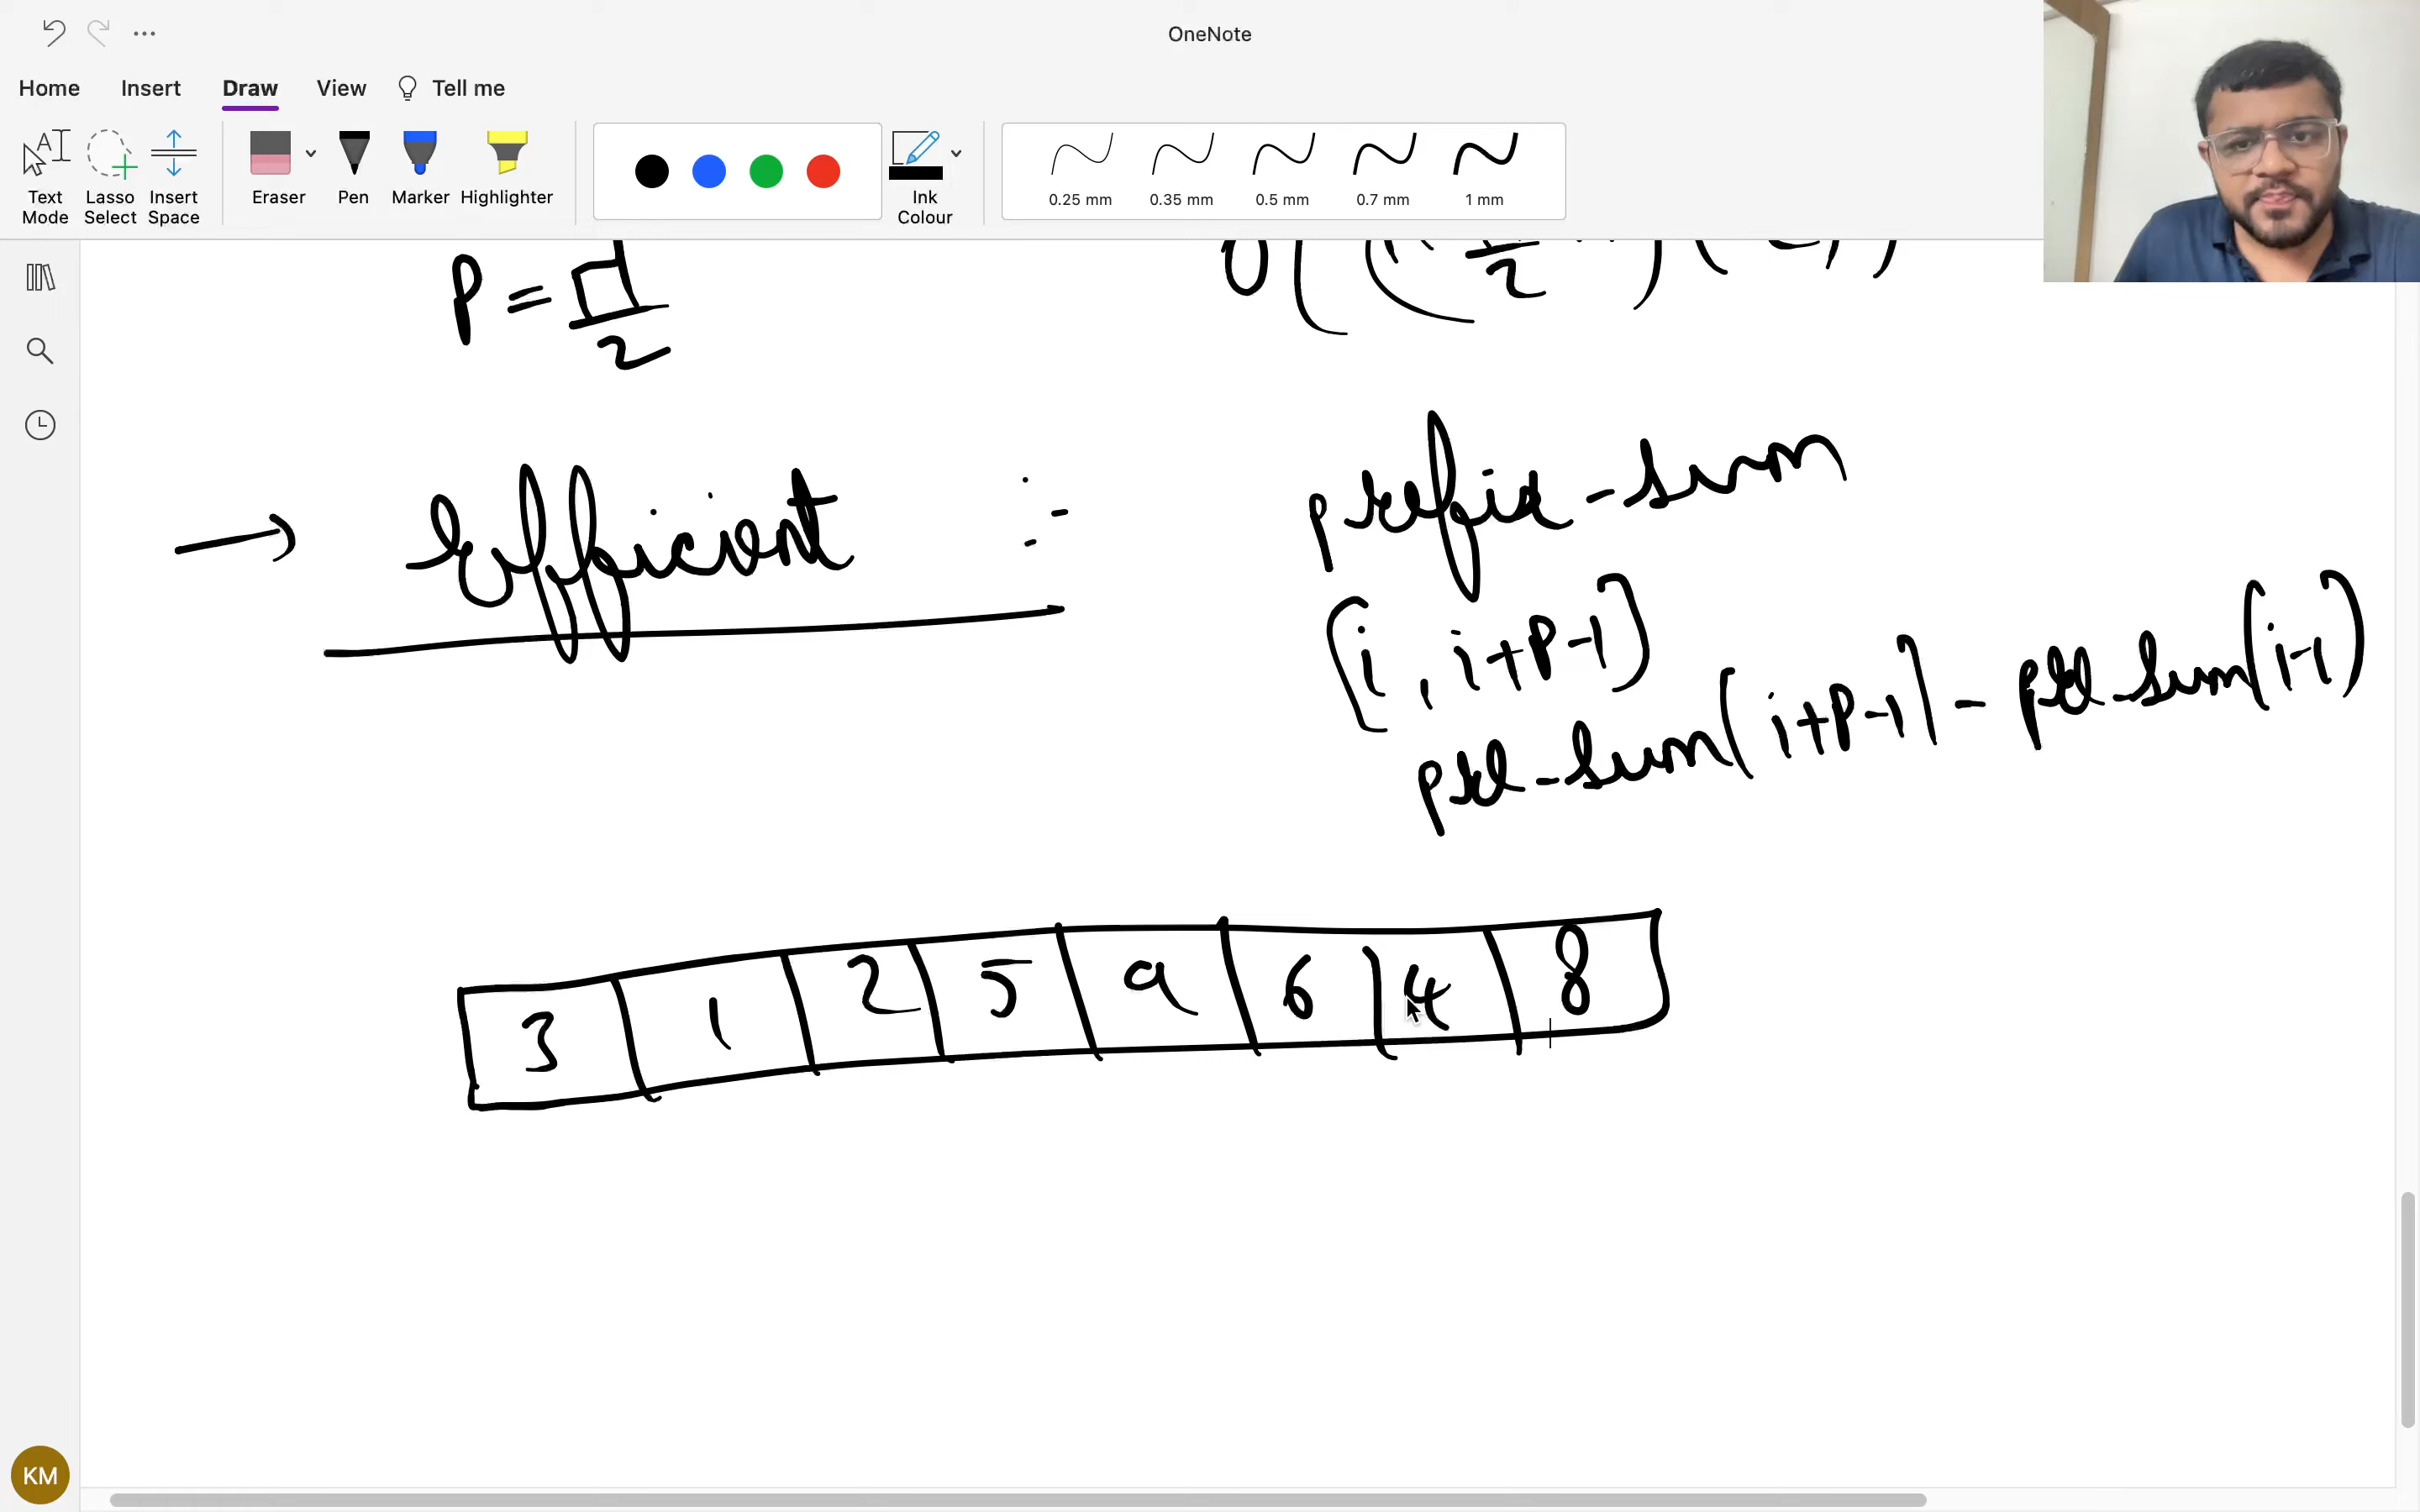 OneNote
Home Insert Draw View Tell me
Text Mode Lasso Select Insert Space Eraser Pen Marker Highlighter Ink Colour 0.25 mm 0.35 mm 0.5 mm 0.7 mm 1 mm
P = d/2
→ Efficient :- prefix-sum
[i, i+P-1]
pre-sum[i+P-1] - pre-sum[i-1]
3 1 2 5 9 6 4 8
KM